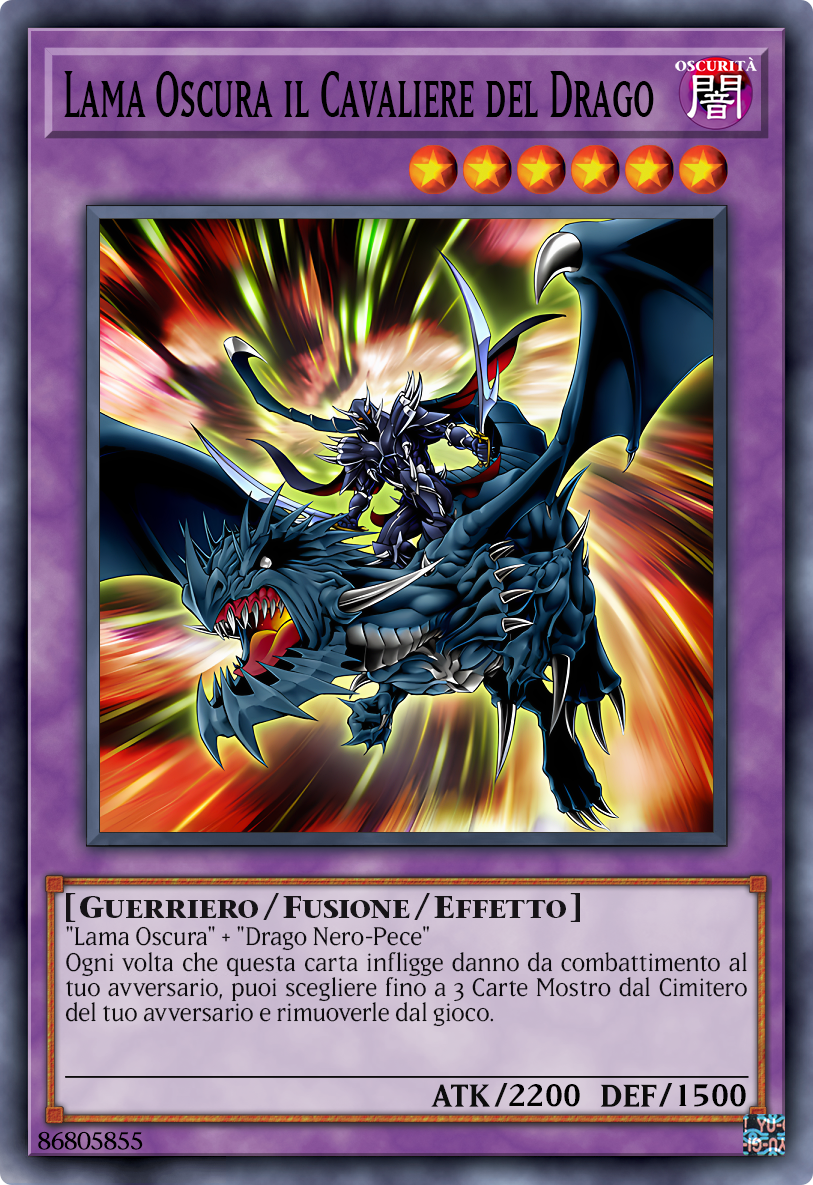 Lama Oscura il Cavaliere del Drago
OSCURITÀ
闇
[Guerriero/Fusione/Effetto]
"Lama Oscura" + "Drago Nero-Pece"
Ogni volta che questa carta infligge danno da combattimento al
tuo avversario, puoi scegliere fino a 3 Carte Mostro dal Cimitero
del tuo avversario e rimuoverle dal gioco.
ATK/2200 DEF/1500
86805855